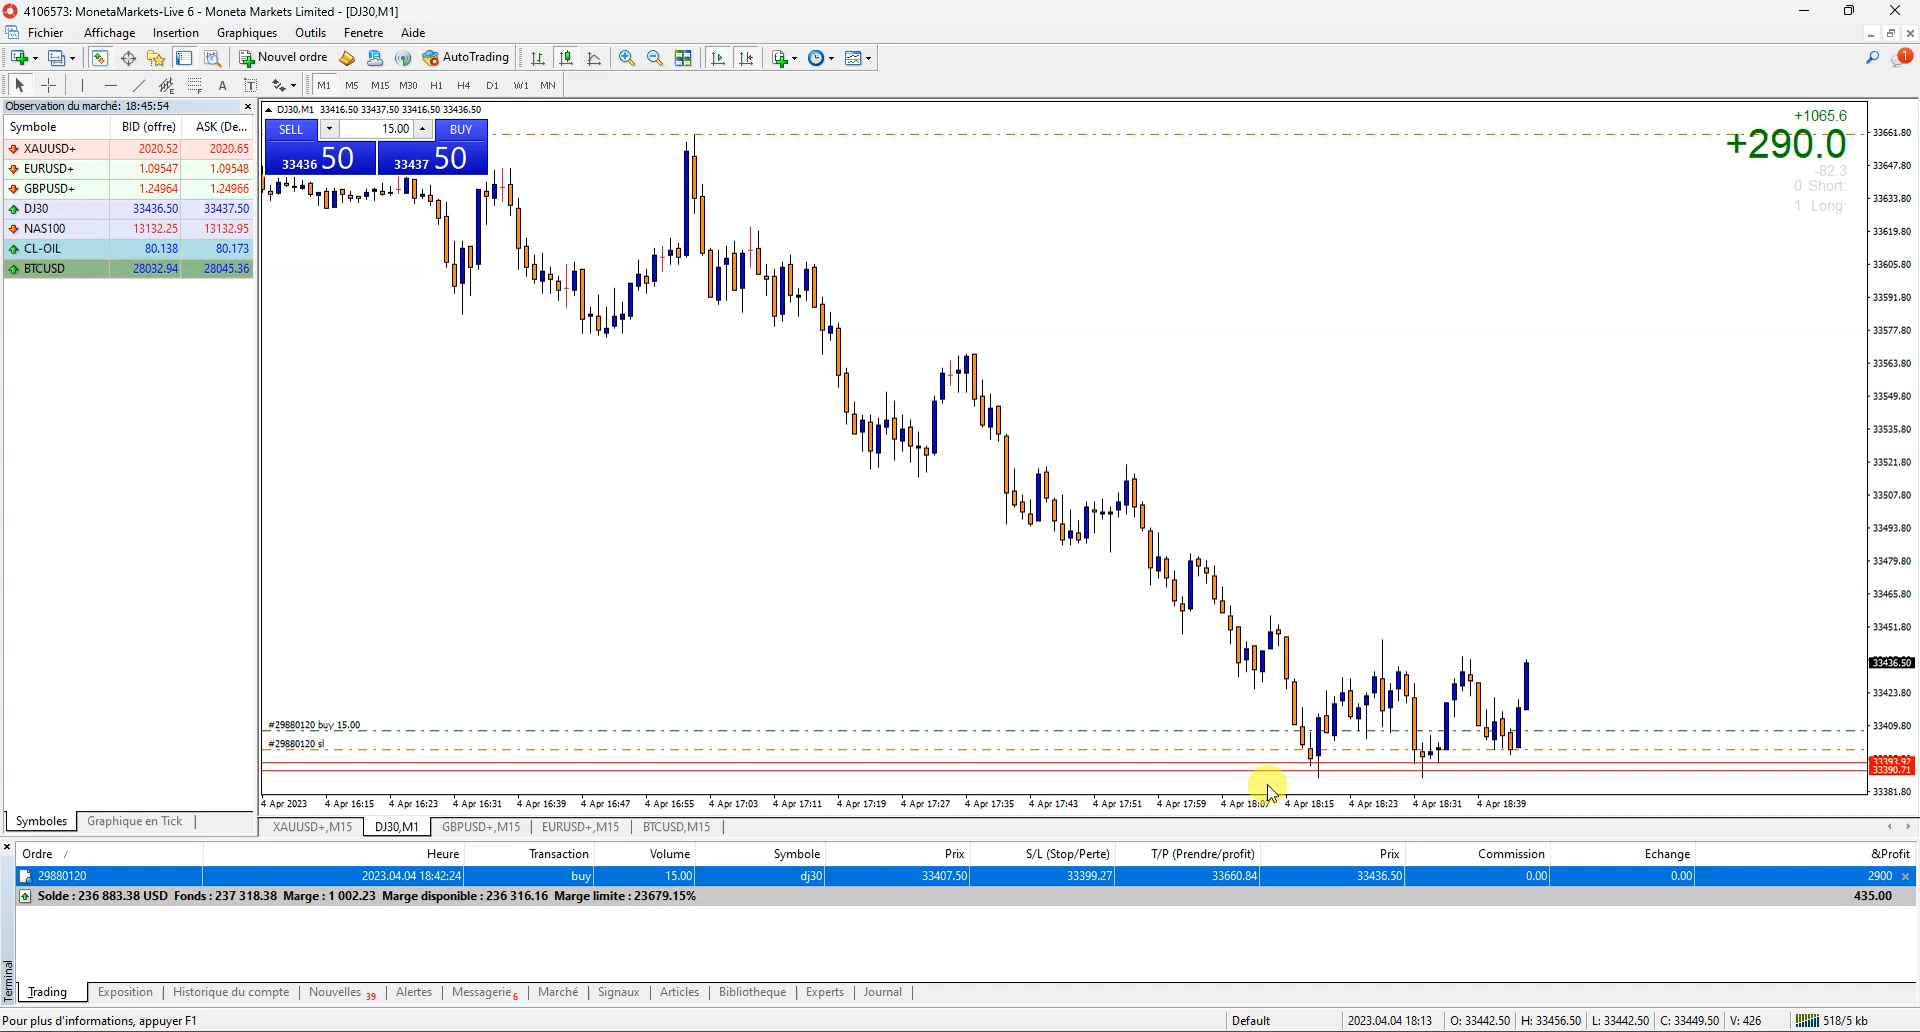 4106573: MonetaMarkets-Live 6 - Moneta Markets Limited - [DJ30,M1]
Fichier Affichage Insertion Graphiques Outils Fenetre Aide
Nouvel ordre AutoTrading 1
A T M1 M5 M15 M30 H1 H4 D1 W1 MN
Observation du marché: 18:45:54
Symbole BID (offre) ASK (De...
XAUUSD+ 2020.52 2020.65
EURUSD+ 1.09547 1.09548
GBPUSD+ 1.24964 1.24966
DJ30 33436.50 33437.50
NAS100 13132.25 13132.95
CL-OIL 80.138 80.173
BTCUSD 28032.94 28045.36
Symbols Graphique en Tick
DJ30,M1 33416.50 33437.50 33416.50 33436.50
SELL 15.00 BUY
33436 50 33437 50
+1065.6
+290.0
-82.3
0 Short:
1 Long:
33661.80
33647.80
33633.80
33619.80
33605.80
33591.80
33577.80
33563.80
33549.80
33535.80
33521.80
33507.80
33493.80
33479.80
33465.80
33451.80
33436.50
33423.80
33409.80
33393.92
33390.71
33381.80
#29880120 buy 15.00
#29880120 sl
4 Apr 2023 4 Apr 16:15 4 Apr 16:23 4 Apr 16:31 4 Apr 16:39 4 Apr 16:47 4 Apr 16:55 4 Apr 17:03 4 Apr 17:11 4 Apr 17:19 4 Apr 17:27 4 Apr 17:35 4 Apr 17:43 4 Apr 17:51 4 Apr 17:59 4 Apr 18:07 4 Apr 18:15 4 Apr 18:23 4 Apr 18:31 4 Apr 18:39
XAUUSD+,M15 DJ30,M1 GBPUSD+,M15 EURUSD+,M15 BTCUSD,M15
Ordre / Heure Transaction Volume Symbole Prix S/L (Stop/Perte) T/P (Prendre/profit) Prix Commission Echange &Profit
29880120 2023.04.04 18:42:24 buy 15.00 dj30 33407.50 33399.27 33660.84 33436.50 0.00 0.00 2900
Solde : 236 883.38 USD Fonds : 237 318.38 Marge : 1 002.23 Marge disponible : 236 316.16 Marge limite : 23679.15% 435.00
Terminal
Trading Exposition Historique du compte Nouvelles 39 Alertes Messagerie 6 Marché Signaux Articles Bibliotheque Experts Journal
Pour plus d'informations, appuyer F1 Default 2023.04.04 18:13 O: 33442.50 H: 33456.50 L: 33442.50 C: 33449.50 V: 426 518/5 kb